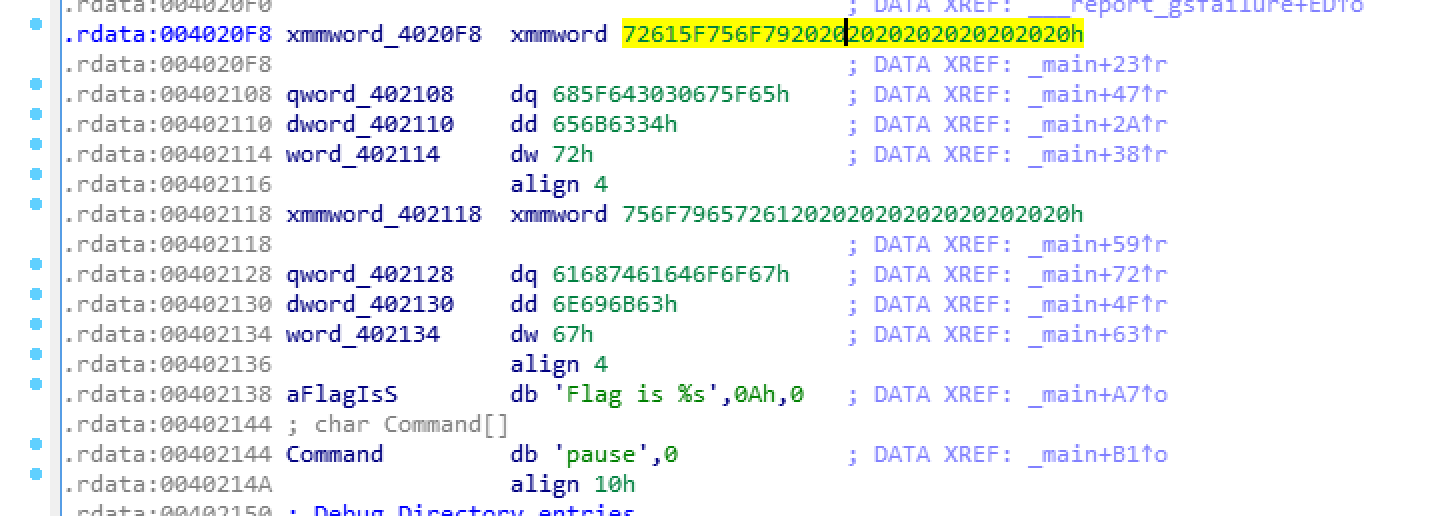 .rdata:004020F0 ; DATA XREF: ___report_gsfailure+ED↑o
.rdata:004020F8 xmmword_4020F8 xmmword 72615F756F7920202020202020202020h
.rdata:004020F8 ; DATA XREF: _main+23↑r
.rdata:00402108 qword_402108 dq 685F643030675F65h ; DATA XREF: _main+47↑r
.rdata:00402110 dword_402110 dd 656B6334h ; DATA XREF: _main+2A↑r
.rdata:00402114 word_402114 dw 72h ; DATA XREF: _main+38↑r
.rdata:00402116 align 4
.rdata:00402118 xmmword_402118 xmmword 756F7965726120202020202020202020h
.rdata:00402118 ; DATA XREF: _main+59↑r
.rdata:00402128 qword_402128 dq 61687461646F6F67h ; DATA XREF: _main+72↑r
.rdata:00402130 dword_402130 dd 6E696B63h ; DATA XREF: _main+4F↑r
.rdata:00402134 word_402134 dw 67h ; DATA XREF: _main+63↑r
.rdata:00402136 align 4
.rdata:00402138 aFlagIsS db 'Flag is %s',0Ah,0 ; DATA XREF: _main+A7↑o
.rdata:00402144 ; char Command[]
.rdata:00402144 Command db 'pause',0 ; DATA XREF: _main+B1↑o
.rdata:0040214A align 10h
.rdata:00402150 ; Debug Directory entries